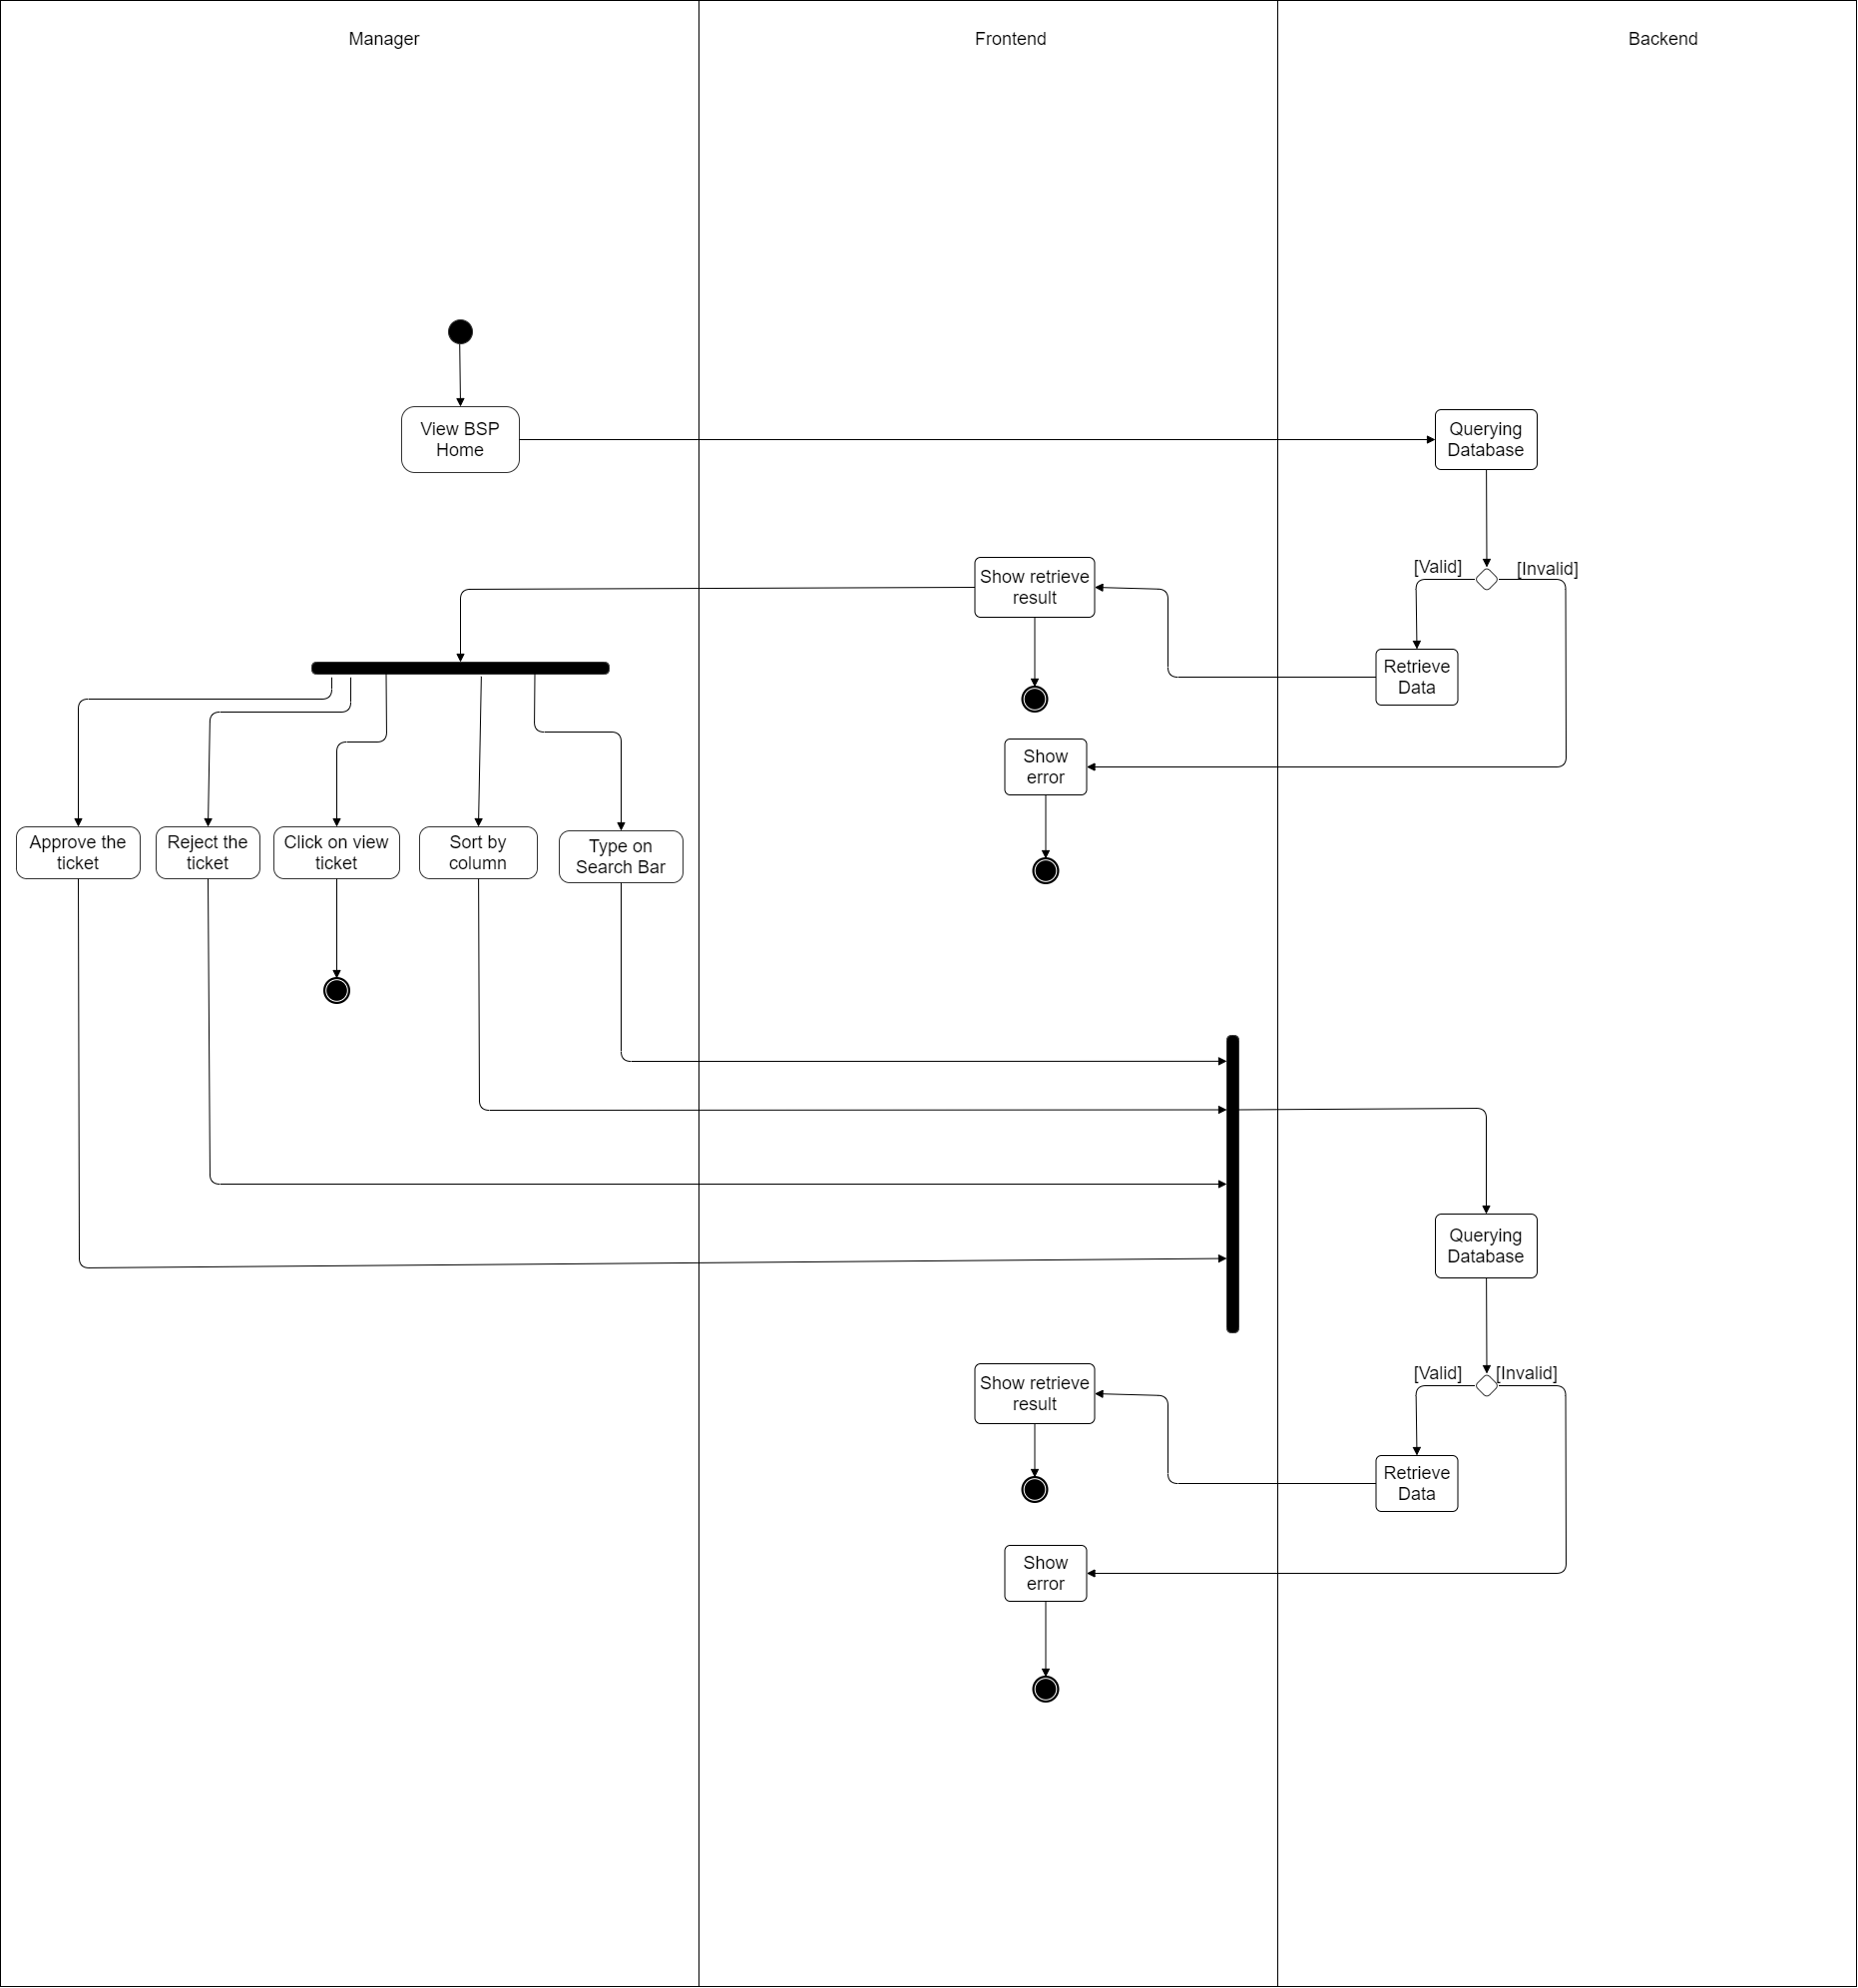 Manager
Frontend
Backend
View BSP
Home
Querying
Database
[Valid]
[Invalid]
Show retrieve
result
Retrieve
Data
Show
error
Approve the
ticket
Reject the
ticket
Click on view
ticket
Sort by
column
Type on
Search Bar
Querying
Database
[Valid]
[Invalid]
Show retrieve
result
Retrieve
Data
Show
error